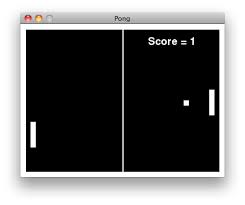 Pong
Score = 1